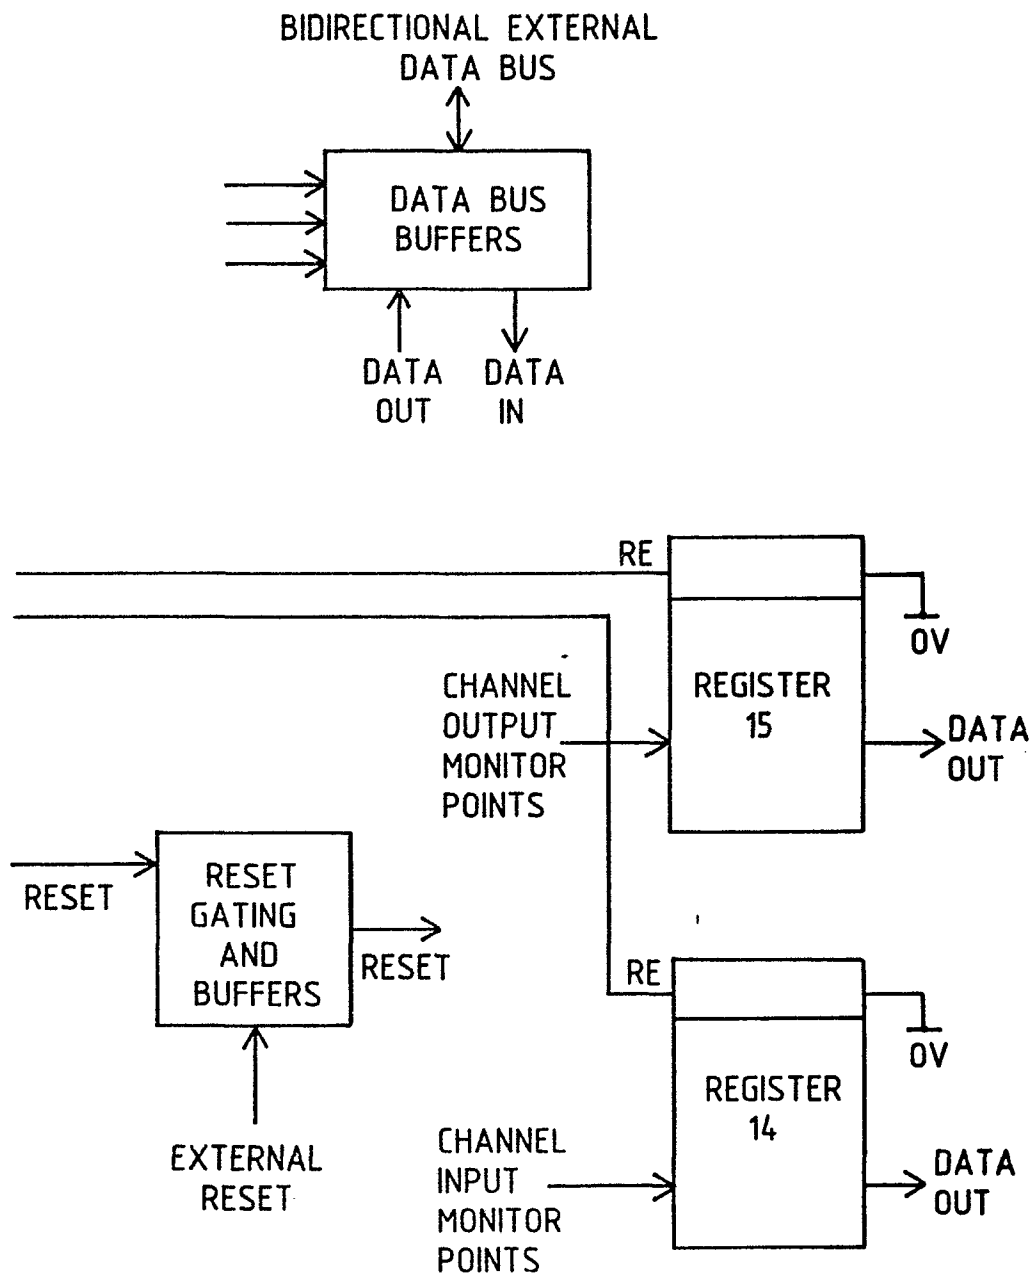 BIDIRECTIONAL EXTERNAL
DATA BUS
DATA BUS
BUFFERS
DATA
OUT
DATA
IN
RE
0V
REGISTER
15
CHANNEL
OUTPUT
MONITOR
POINTS
DATA
OUT
RESET
RESET
GATING
AND
BUFFERS
RESET
EXTERNAL
RESET
RE
0V
REGISTER
14
CHANNEL
INPUT
MONITOR
POINTS
DATA
OUT